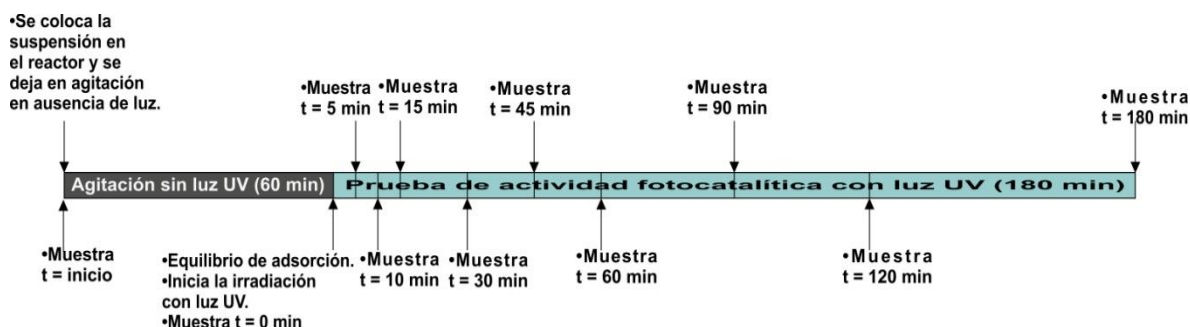 •Se coloca la
suspensión en
el reactor y se
deja en agitación
en ausencia de luz.
•Muestra
t = 5 min
•Muestra
t = 15 min
•Muestra
t = 45 min
•Muestra
t = 90 min
•Muestra
t = 180 min
Agitación sin luz UV (60 min)
Prueba de actividad fotocatalítica con luz UV (180 min)
•Muestra
t = inicio
•Equilibrio de adsorción.
•Inicia la irradiación
con luz UV.
•Muestra t = 0 min
•Muestra
t = 10 min
•Muestra
t = 30 min
•Muestra
t = 60 min
•Muestra
t = 120 min